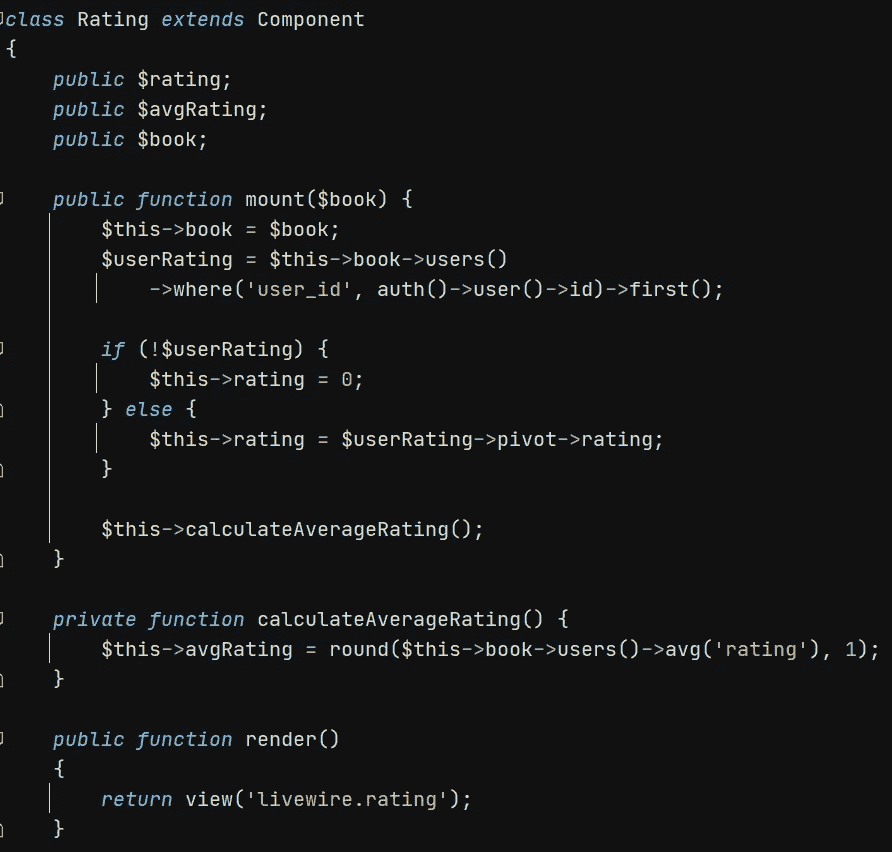 class Rating extends Component
{
    public $rating;
    public $avgRating;
    public $book;

    public function mount($book) {
        $this->book = $book;
        $userRating = $this->book->users()
            ->where('user_id', auth()->user()->id)->first();

        if (!$userRating) {
            $this->rating = 0;
        } else {
            $this->rating = $userRating->pivot->rating;
        }

        $this->calculateAverageRating();
    }

    private function calculateAverageRating() {
        $this->avgRating = round($this->book->users()->avg('rating'), 1);
    }

    public function render()
    {
        return view('livewire.rating');
    }